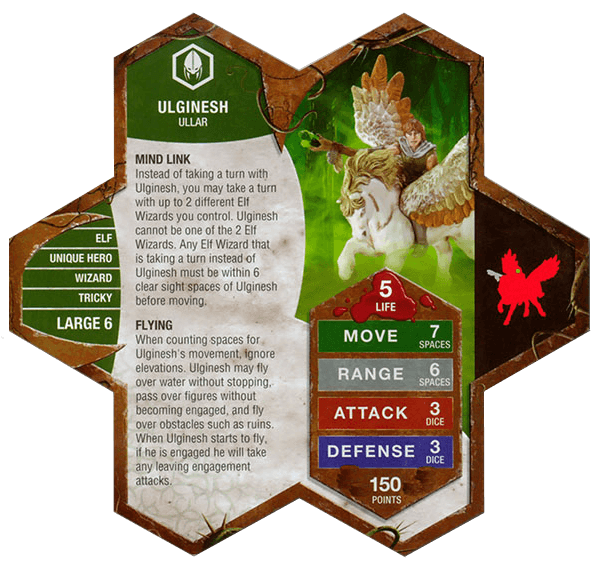 ULGINESH
ULLAR
MIND LINK
Instead of taking a turn with
Ulginesh, you may take a turn
with up to 2 different Elf
Wizards you control. Ulginesh
cannot be one of the 2 Elf
Wizards. Any Elf Wizard that
is taking a turn instead of
Ulginesh must be within 6
clear sight spaces of Ulginesh
before moving.
FLYING
When counting spaces for
Ulginesh's movement, ignore
elevations. Ulginesh may fly
over water without stopping,
pass over figures without
becoming engaged, and fly
over obstacles such as ruins.
When Ulginesh starts to fly,
if he is engaged he will take
any leaving engagement
attacks.
ELF
UNIQUE HERO
WIZARD
TRICKY
LARGE 6
5
LIFE
MOVE 7
SPACES
RANGE 6
SPACES
ATTACK 3
DICE
DEFENSE 3
DICE
150
POINTS